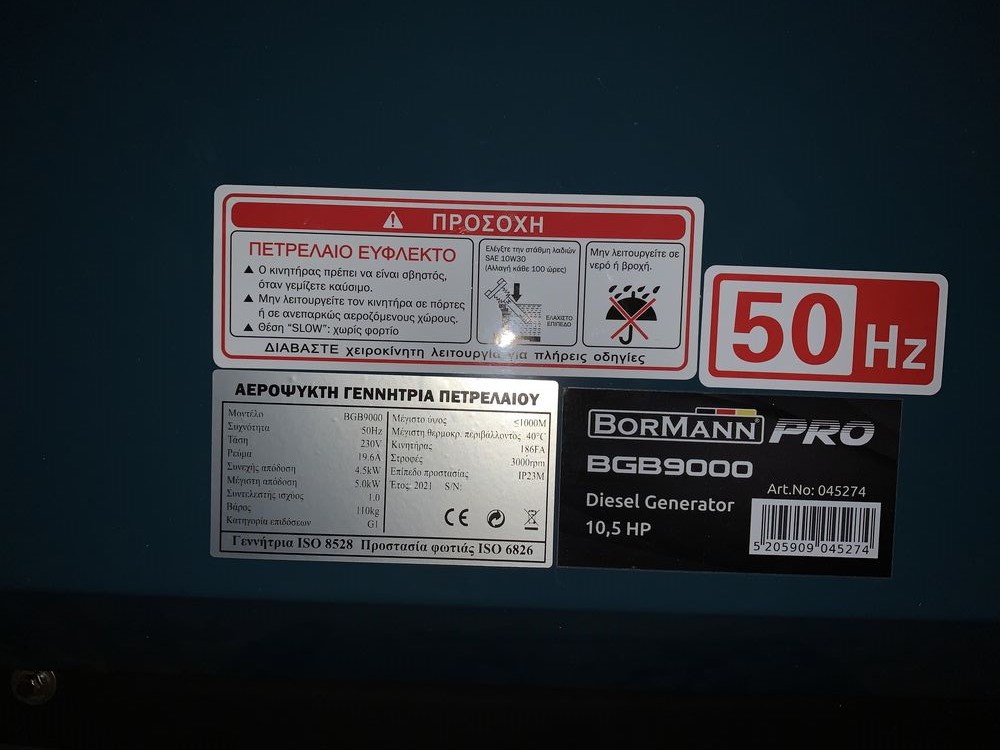 ΠΡΟΣΟΧΗ
ΠΕΤΡΕΛΑΙΟ ΕΥΦΛΕΚΤΟ
▲ Ο κινητήρας πρέπει να είναι σβηστός,
όταν γεμίζετε καύσιμο.
▲ Μην λειτουργείτε τον κινητήρα σε πόρτες
ή σε ανεπαρκώς αεροζόμενους χώρους.
▲ Θέση "SLOW": χωρίς φορτίο
Ελέγξτε την στάθμη λαδιών
SAE 10W30
(Αλλαγή κάθε 100 ώρες)
ΕΛΑΧΙΣΤΟ
ΕΠΙΠΕΔΟ
Μην λειτουργείτε σε
νερό ή βροχή.
ΔΙΑΒΑΣΤΕ χειροκίνητη λειτουργία για πλήρεις οδηγίες
50 Hz
ΑΕΡΟΨΥΚΤΗ ΓΕΝΝΗΤΡΙΑ ΠΕΤΡΕΛΑΙΟΥ
Μοντέλο BGB9000
Συχνότητα 50Hz
Τάση 230V
Ρεύμα 19.6A
Συνεχής απόδοση 4.5kW
Μέγιστη απόδοση 5.0kW
Συντελεστής ισχύος 1.0
Βάρος 110kg
Κατηγορία επιδόσεων G1
Μέγιστο ύψος ≤1000M
Μέγιστη θερμοκρ. περιβάλλοντος 40°C
Κινητήρας 186FA
Στροφές 3000rpm
Επίπεδο προστασίας IP23M
Έτος: 2021 S/N:
CE
Γεννήτρια ISO 8528 Προστασία φωτιάς ISO 6826
BORMANN PRO
BGB9000
Art.No: 045274
Diesel Generator
10,5 HP
5 205909 045274